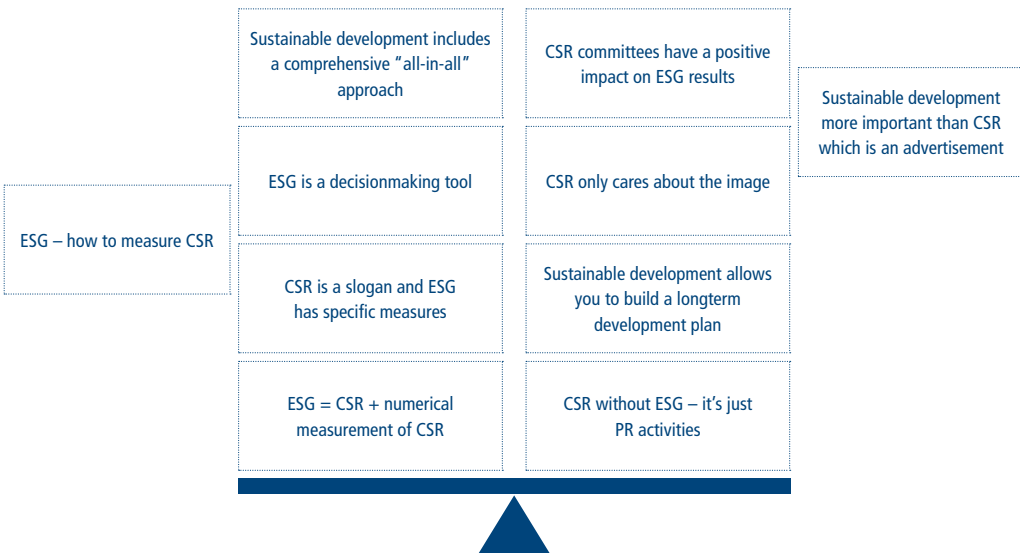 Sustainable development includes
a comprehensive “all-in-all”
approach
CSR committees have a positive
impact on ESG results
Sustainable development
more important than CSR
which is an advertisement
ESG is a decisionmaking tool
CSR only cares about the image
ESG – how to measure CSR
CSR is a slogan and ESG
has specific measures
Sustainable development allows
you to build a longterm
development plan
ESG = CSR + numerical
measurement of CSR
CSR without ESG – it’s just
PR activities